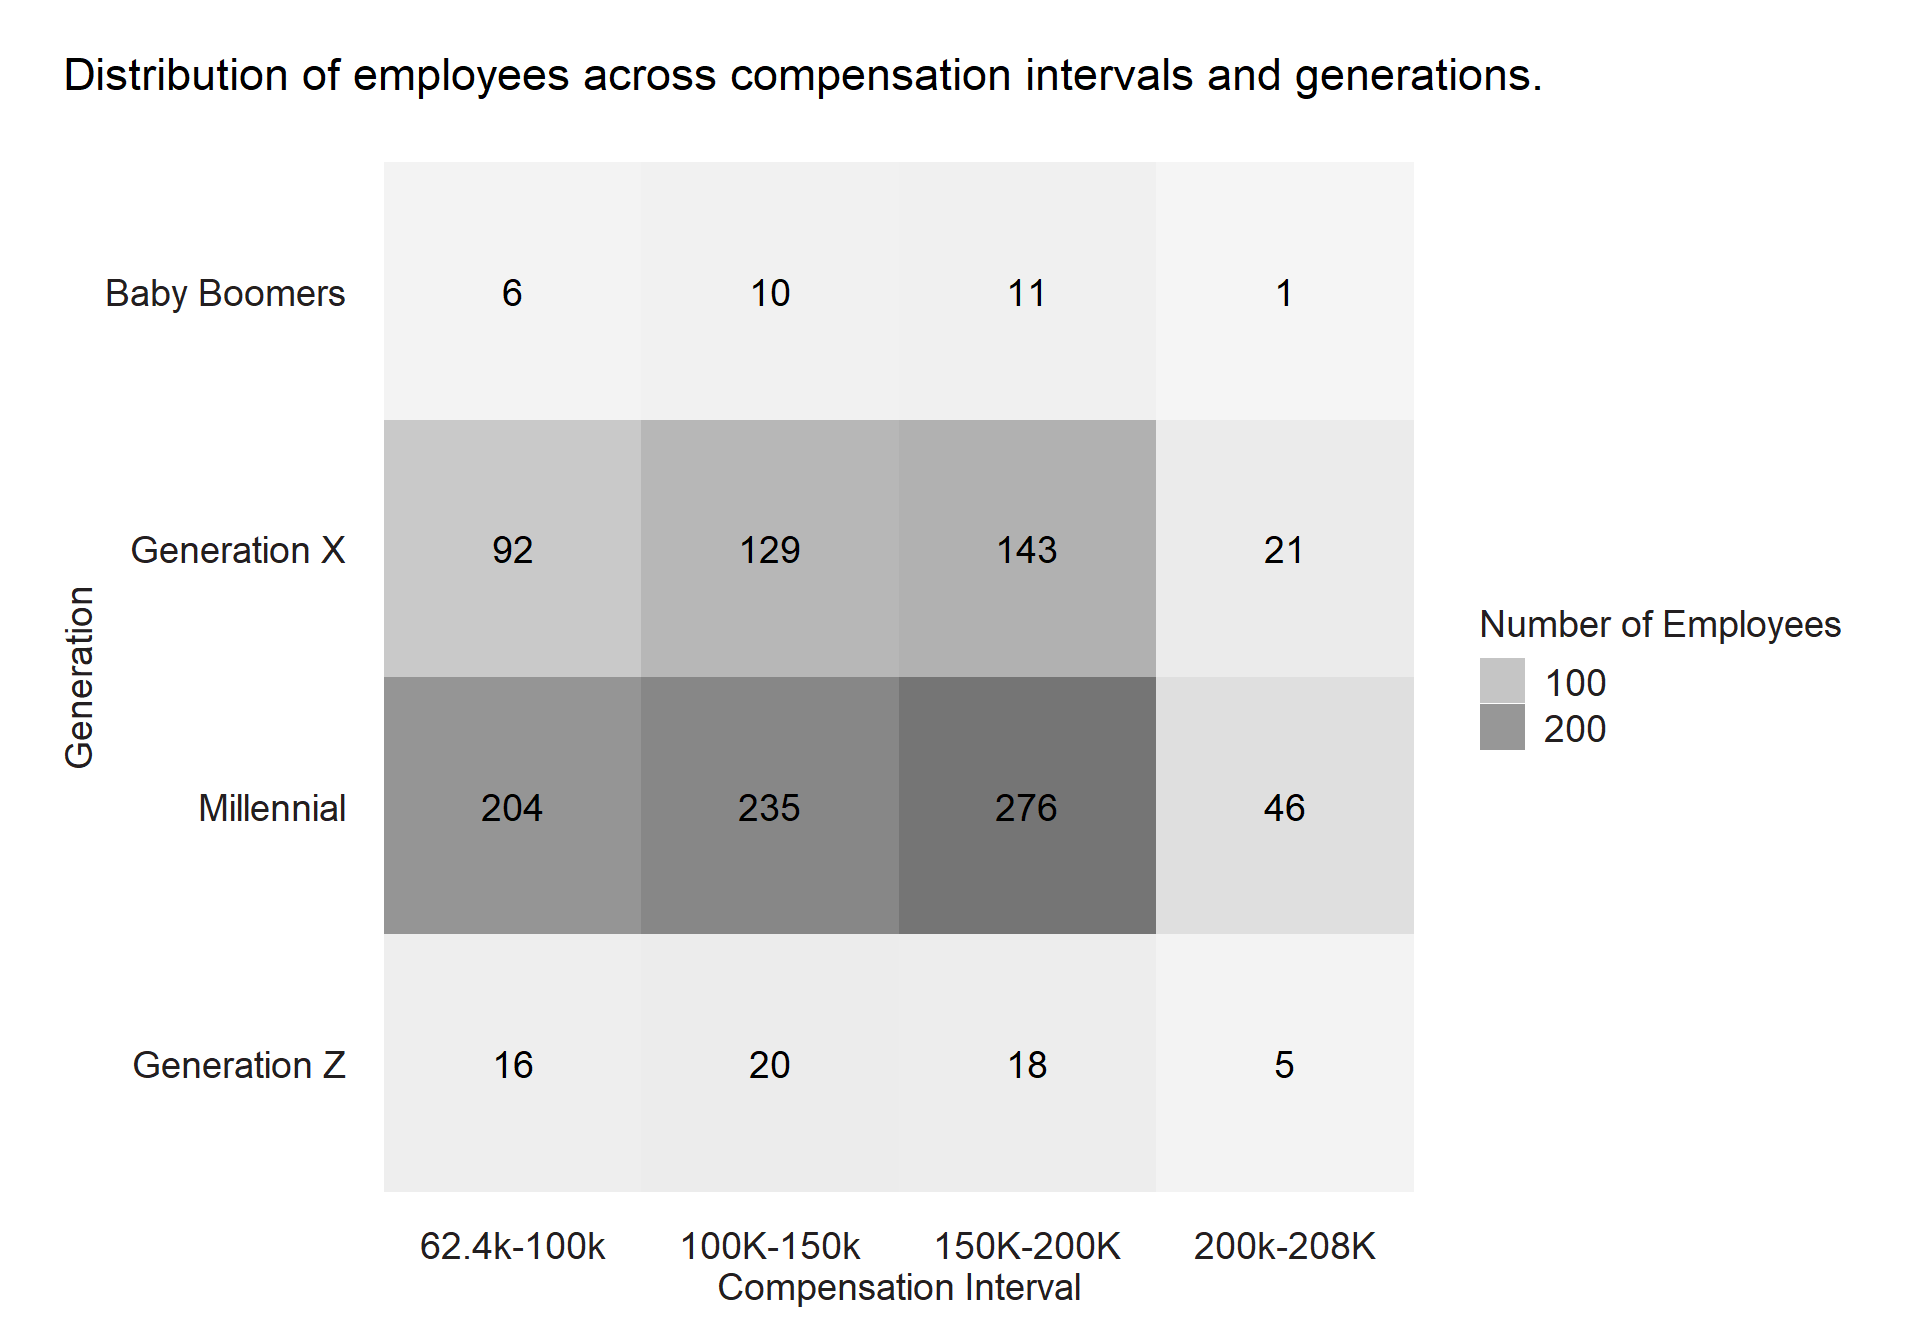 Distribution of employees across compensation intervals and generations.
Baby Boomers 6 10 11 1
Generation X 92 129 143 21
Millennial 204 235 276 46
Generation Z 16 20 18 5
Generation
62.4k-100k 100K-150k 150K-200K 200k-208K
Compensation Interval
Number of Employees
100
200